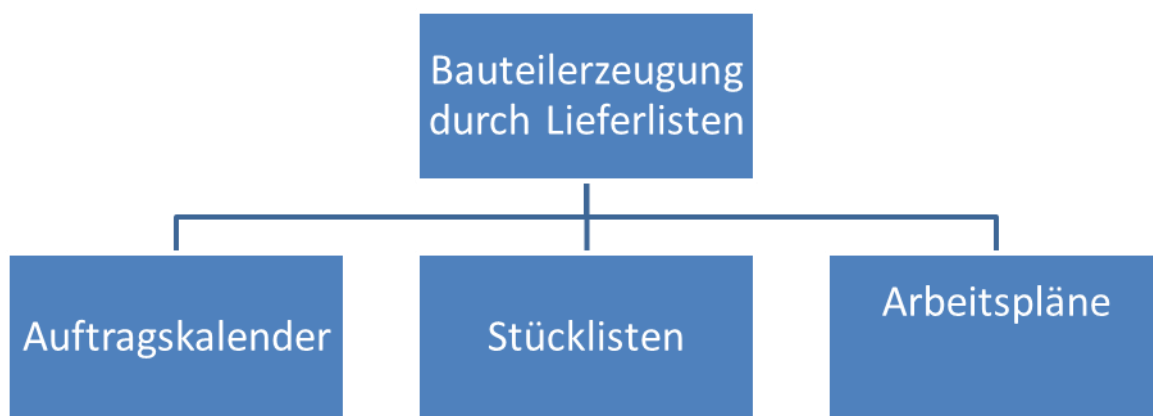 Bauteilerzeugung
durch Lieferlisten
Auftragskalender
Stücklisten
Arbeitspläne